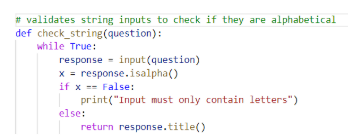 # validates string inputs to check if they are alphabetical
def check_string(question):
    while True:
        response = input(question)
        x = response.isalpha()
        if x == False:
            print("Input must only contain letters")
        else:
            return response.title()